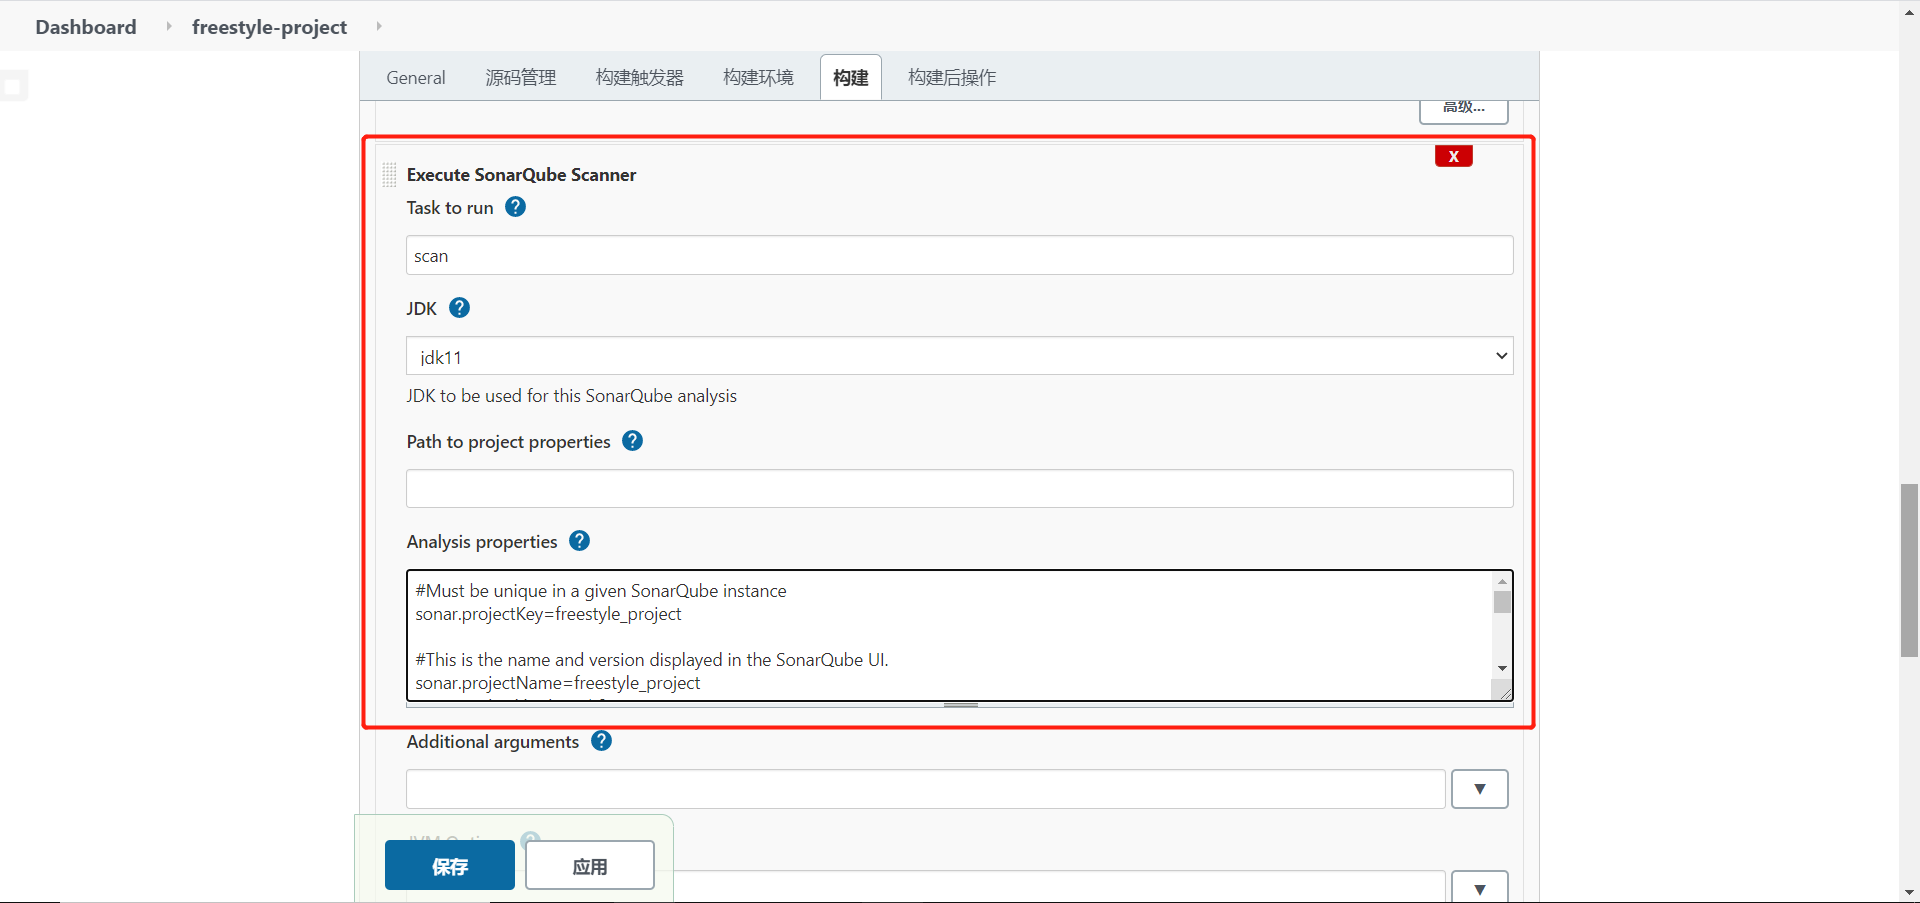 Dashboard
freestyle-project
General
源码管理
构建触发器
构建环境
构建
构建后操作
高级...
X
Execute SonarQube Scanner
Task to run ?
scan
JDK ?
jdk11
JDK to be used for this SonarQube analysis
Path to project properties ?
Analysis properties ?
#Must be unique in a given SonarQube instance
sonar.projectKey=freestyle_project
#This is the name and version displayed in the SonarQube UI.
sonar.projectName=freestyle_project
Additional arguments ?
保存
应用